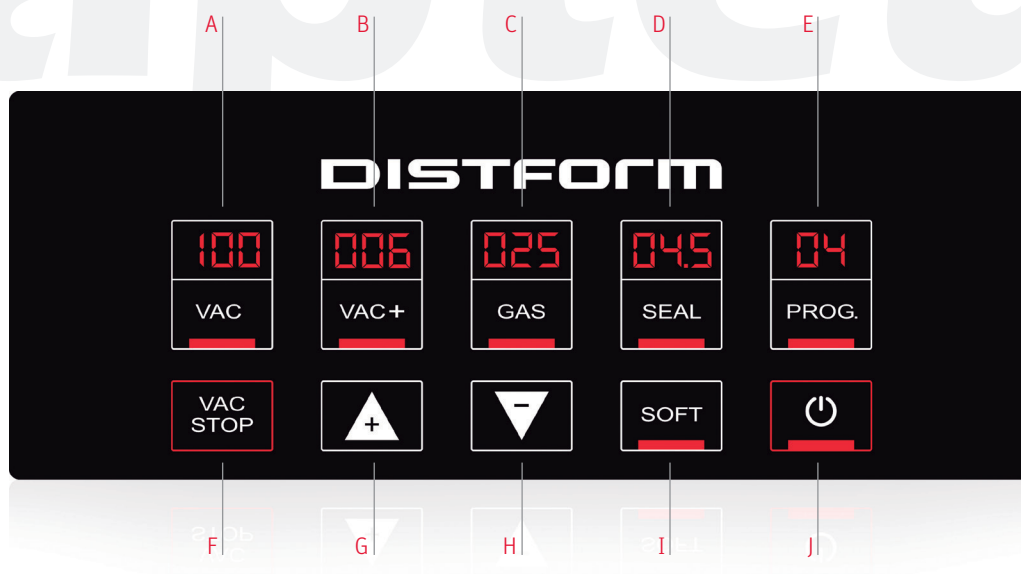 A B C D E
DISTFORM
100 006 025 04.5 04
VAC VAC+ GAS SEAL PROG.
VAC STOP + - SOFT
F G H I J